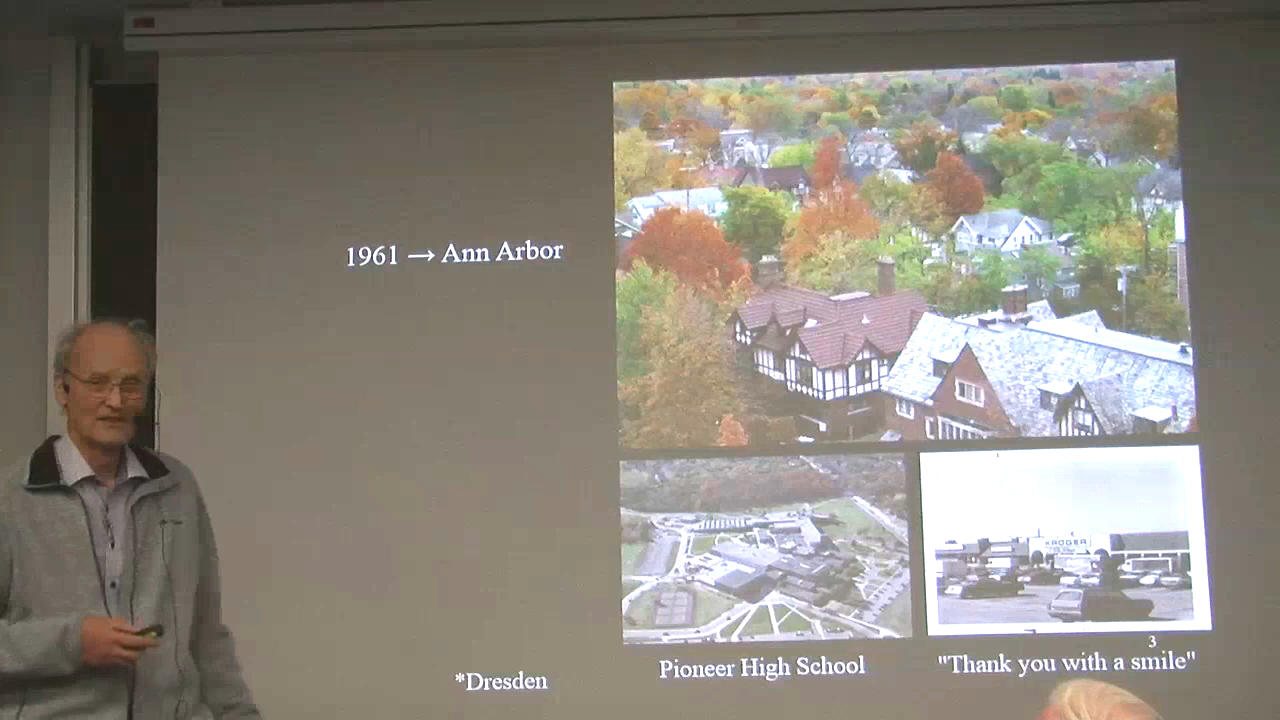 1961 → Ann Arbor
KROGER
3
*Dresden
Pioneer High School
"Thank you with a smile"